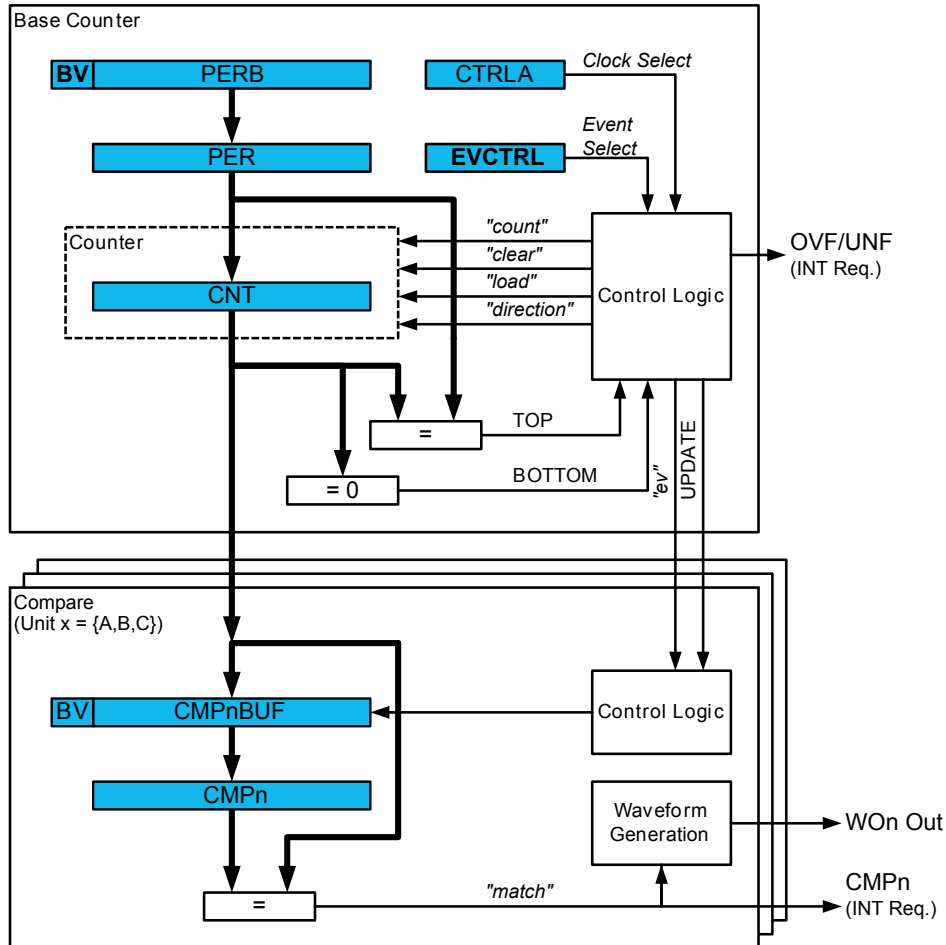 Base Counter
BV PERB
CTRLA
Clock Select
PER
EVCTRL
Event
Select
Counter
CNT
"count"
"clear"
"load"
"direction"
Control Logic
OVF/UNF
(INT Req.)
=
TOP
= 0
BOTTOM
"ev"
UPDATE
Compare
(Unit x = {A,B,C})
BV CMPnBUF
Control Logic
CMPn
Waveform
Generation
WOn Out
=
"match"
CMPn
(INT Req.)